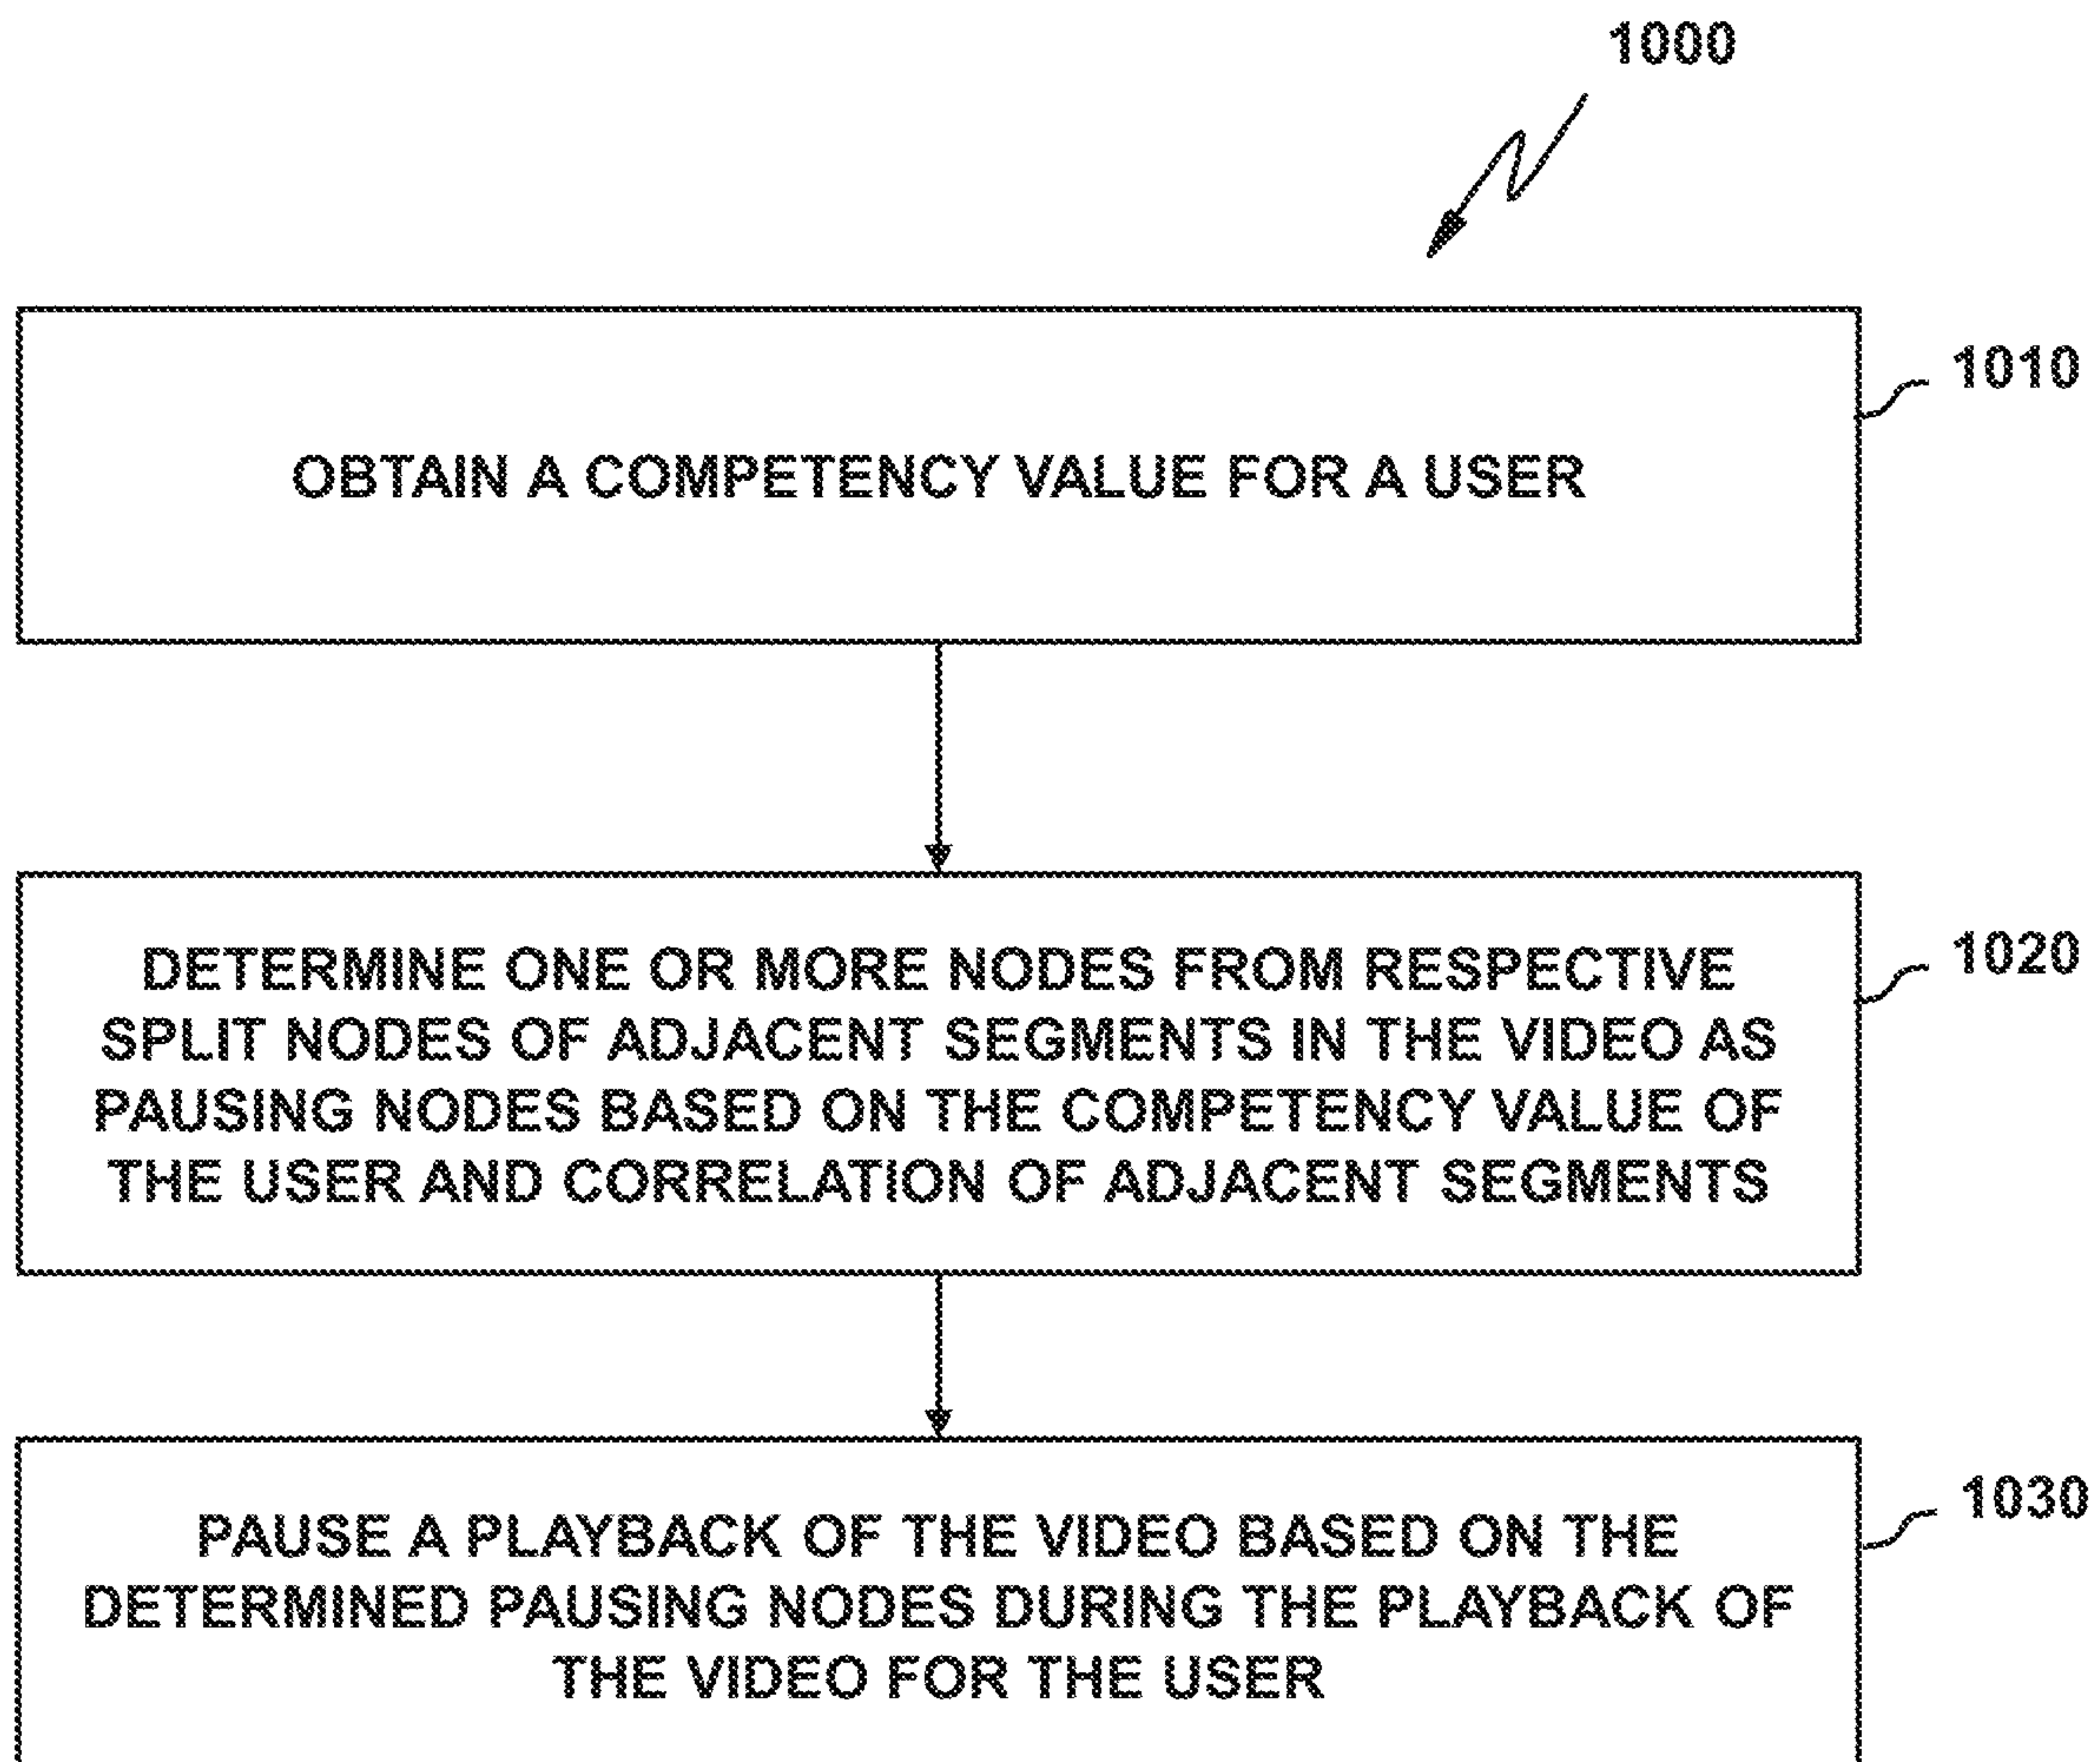 1000
1010
OBTAIN A COMPETENCY VALUE FOR A USER
1020
DETERMINE ONE OR MORE NODES FROM RESPECTIVE
SPLIT NODES OF ADJACENT SEGMENTS IN THE VIDEO AS
PAUSING NODES BASED ON THE COMPETENCY VALUE OF
THE USER AND CORRELATION OF ADJACENT SEGMENTS
1030
PAUSE A PLAYBACK OF THE VIDEO BASED ON THE
DETERMINED PAUSING NODES DURING THE PLAYBACK OF
THE VIDEO FOR THE USER